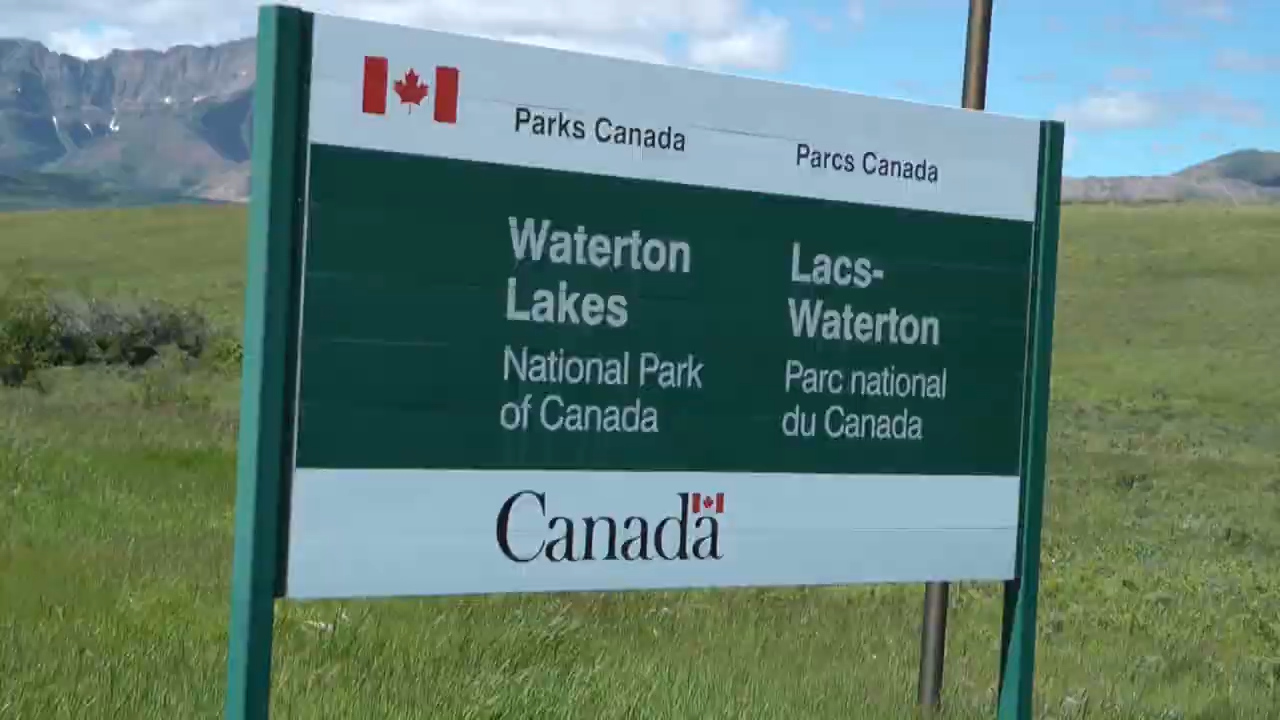 Parks Canada
Parcs Canada
Waterton
Lakes
National Park
of Canada
Lacs-
Waterton
Parc national
du Canada
Canada